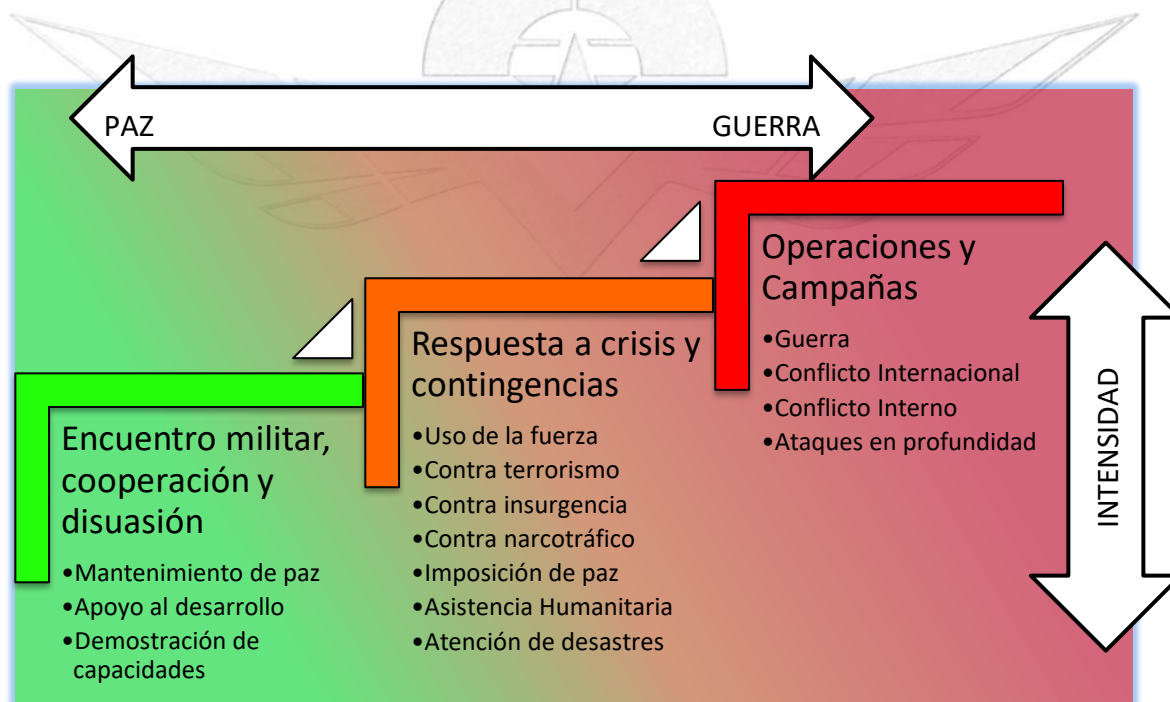 PAZ
GUERRA
Encuentro militar,
cooperación y
disuasión
•Mantenimiento de paz
•Apoyo al desarrollo
•Demostración de
capacidades
Respuesta a crisis y
contingencias
•Uso de la fuerza
•Contra terrorismo
•Contra insurgencia
•Contra narcotráfico
•Imposición de paz
•Asistencia Humanitaria
•Atención de desastres
Operaciones y
Campañas
•Guerra
•Conflicto Internacional
•Conflicto Interno
•Ataques en profundidad
INTENSIDAD